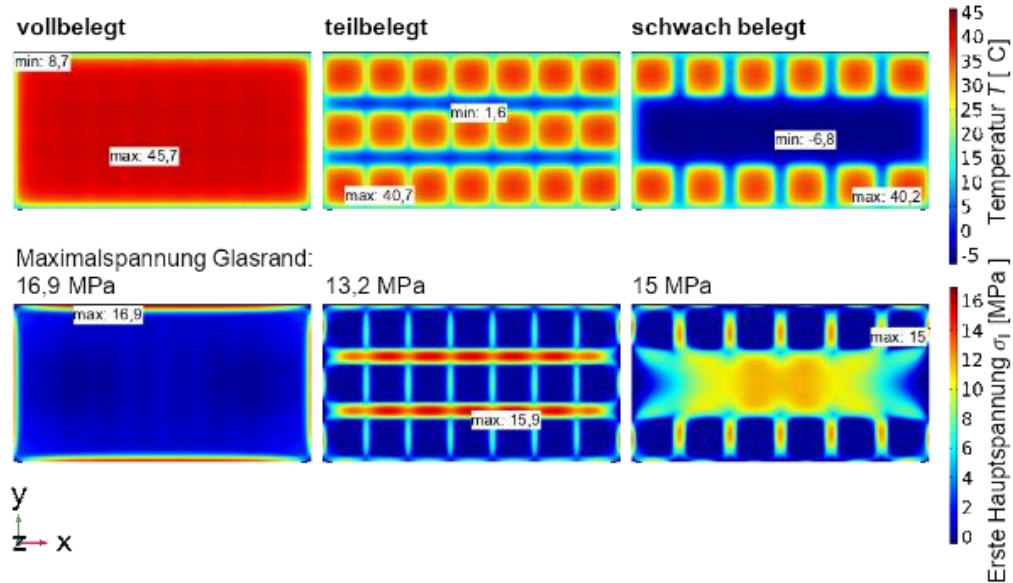 vollbelegt
teilbelegt
schwach belegt
min: 8,7
max: 45,7
min: 1,6
max: 40,7
min: -6,8
max: 40,2
45
40
35
30
25
20
15
10
5
0
-5
Temperatur T [ C]
Maximalspannung Glasrand:
16,9 MPa
13,2 MPa
15 MPa
max: 16,9
max: 15,9
max: 15
16
14
12
10
8
6
4
2
0
Erste Hauptspannung σI [MPa ]
y
z
x